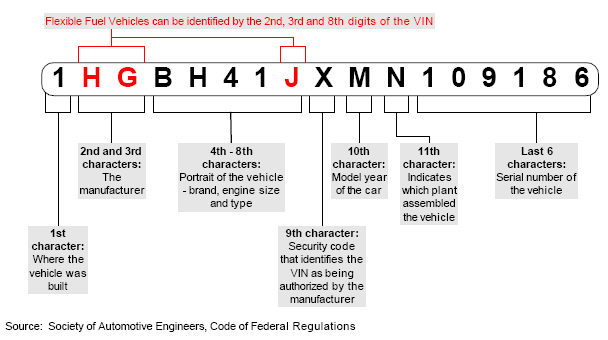 Flexible Fuel Vehicles can be identified by the 2nd, 3rd and 8th digits of the VIN
1 H G B H 4 1 J X M N 1 0 9 1 8 6
2nd and 3rd
characters:
The
manufacturer
4th - 8th
characters:
Portrait of the vehicle
- brand, engine size
and type
10th
character:
Model year
of the car
11th
character:
Indicates
which plant
assembled
the vehicle
Last 6
characters:
Serial number of
the vehicle
1st
character:
Where the
vehicle was
built
9th character:
Security code
that identifies the
VIN as being
authorized by the
manufacturer
Source: Society of Automotive Engineers, Code of Federal Regulations